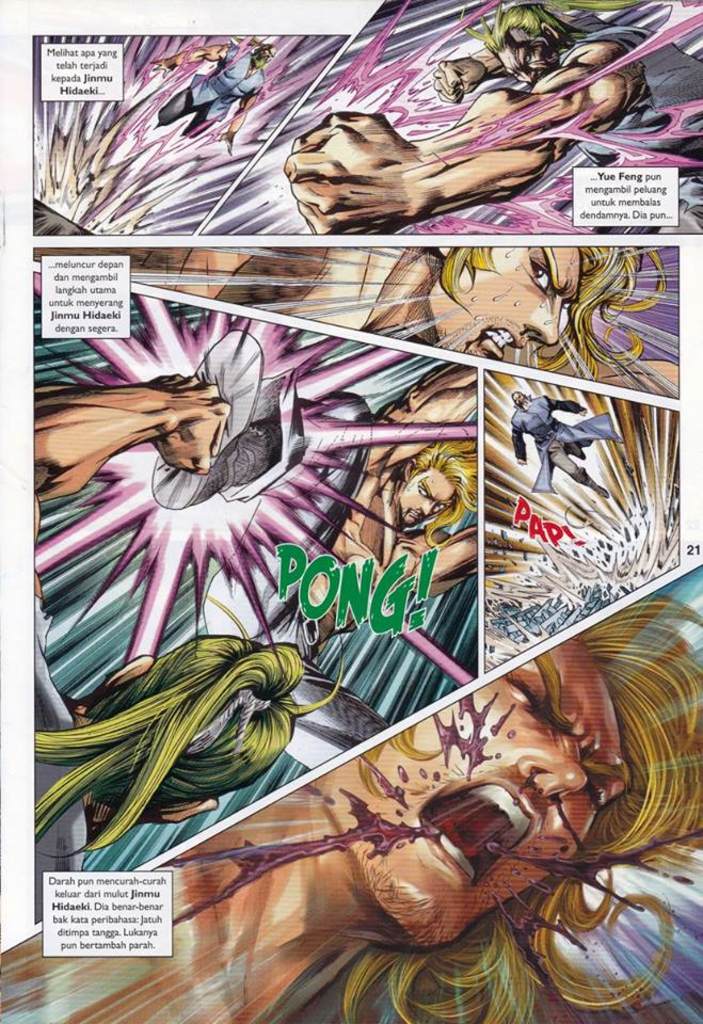 Melihat apa yang
telah terjadi
kepada Jinmu
Hidaeki...
...Yue Feng pun
mengambil peluang
untuk membalas
dendamnya. Dia pun...
...meluncur depan
dan mengambil
langkah utama
untuk menyerang
Jinmu Hidaeki
dengan segera.
PONG!
PAP!
21
Darah pun mencurah-curah
keluar dari mulut Jinmu
Hidaeki. Dia benar-benar
bak kata peribahasa: Jatuh
ditimpa tangga. Lukanya
pun bertambah parah.